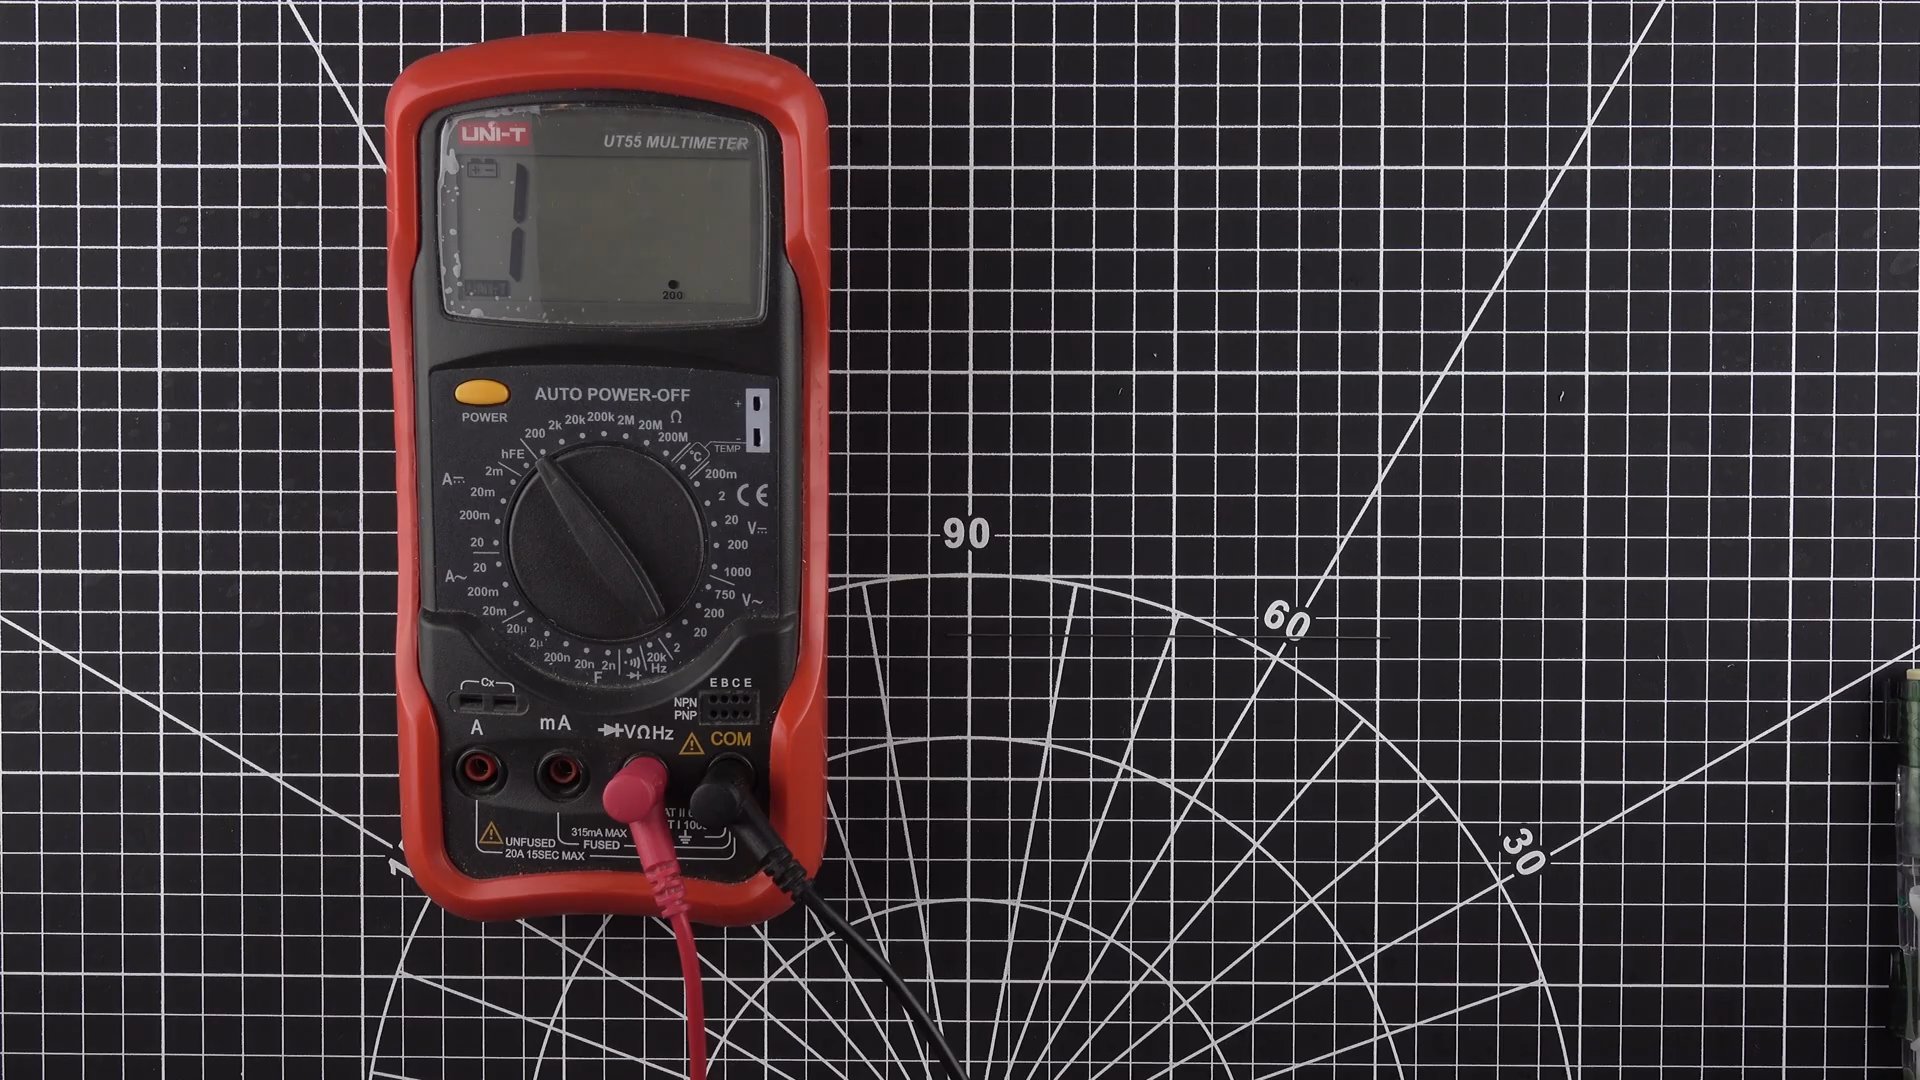 UNI-T
UT55 MULTIMETER
1
UNI-T
200
AUTO POWER-OFF
POWER
hFE 200 2k 20k 200k 2M 20M 200M Ω
°C
TEMP
+
-
A⎓ 2m 20m 200m 20
A~ 20 200m 20m
200m 2 20 200 1000 V⎓
CE
750 200 20 2 V~
20µ 2µ 200n 20n 2n F
20k Hz
Cx
E B C E
NPN
PNP
A mA VΩHz COM
315mA MAX
FUSED
UNFUSED
20A 15SEC MAX
90
60
30